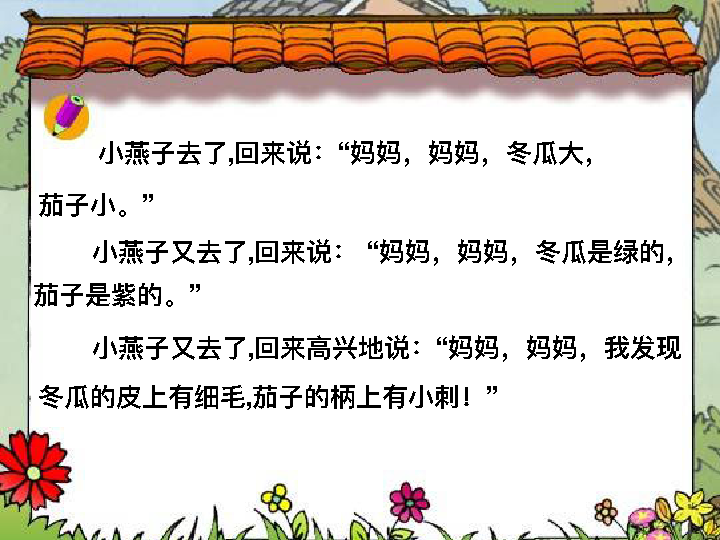 小燕子去了,回来说：“妈妈，妈妈，冬瓜大，
茄子小。”
小燕子又去了,回来说：“妈妈，妈妈，冬瓜是绿的，
茄子是紫的。”
小燕子又去了,回来高兴地说：“妈妈，妈妈，我发现
冬瓜的皮上有细毛,茄子的柄上有小刺！”